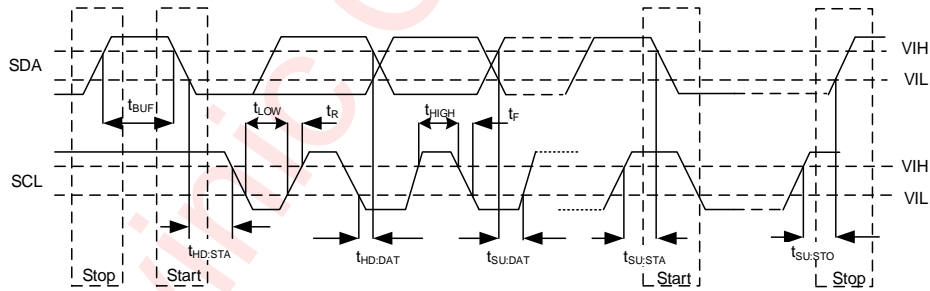 SDA
VIH
VIL
tBUF
tLOW
tR
tHIGH
tF
SCL
VIH
VIL
tHD:STA
tHD:DAT
tSU:DAT
tSU:STA
tSU:STO
Stop
Start
Start
Stop